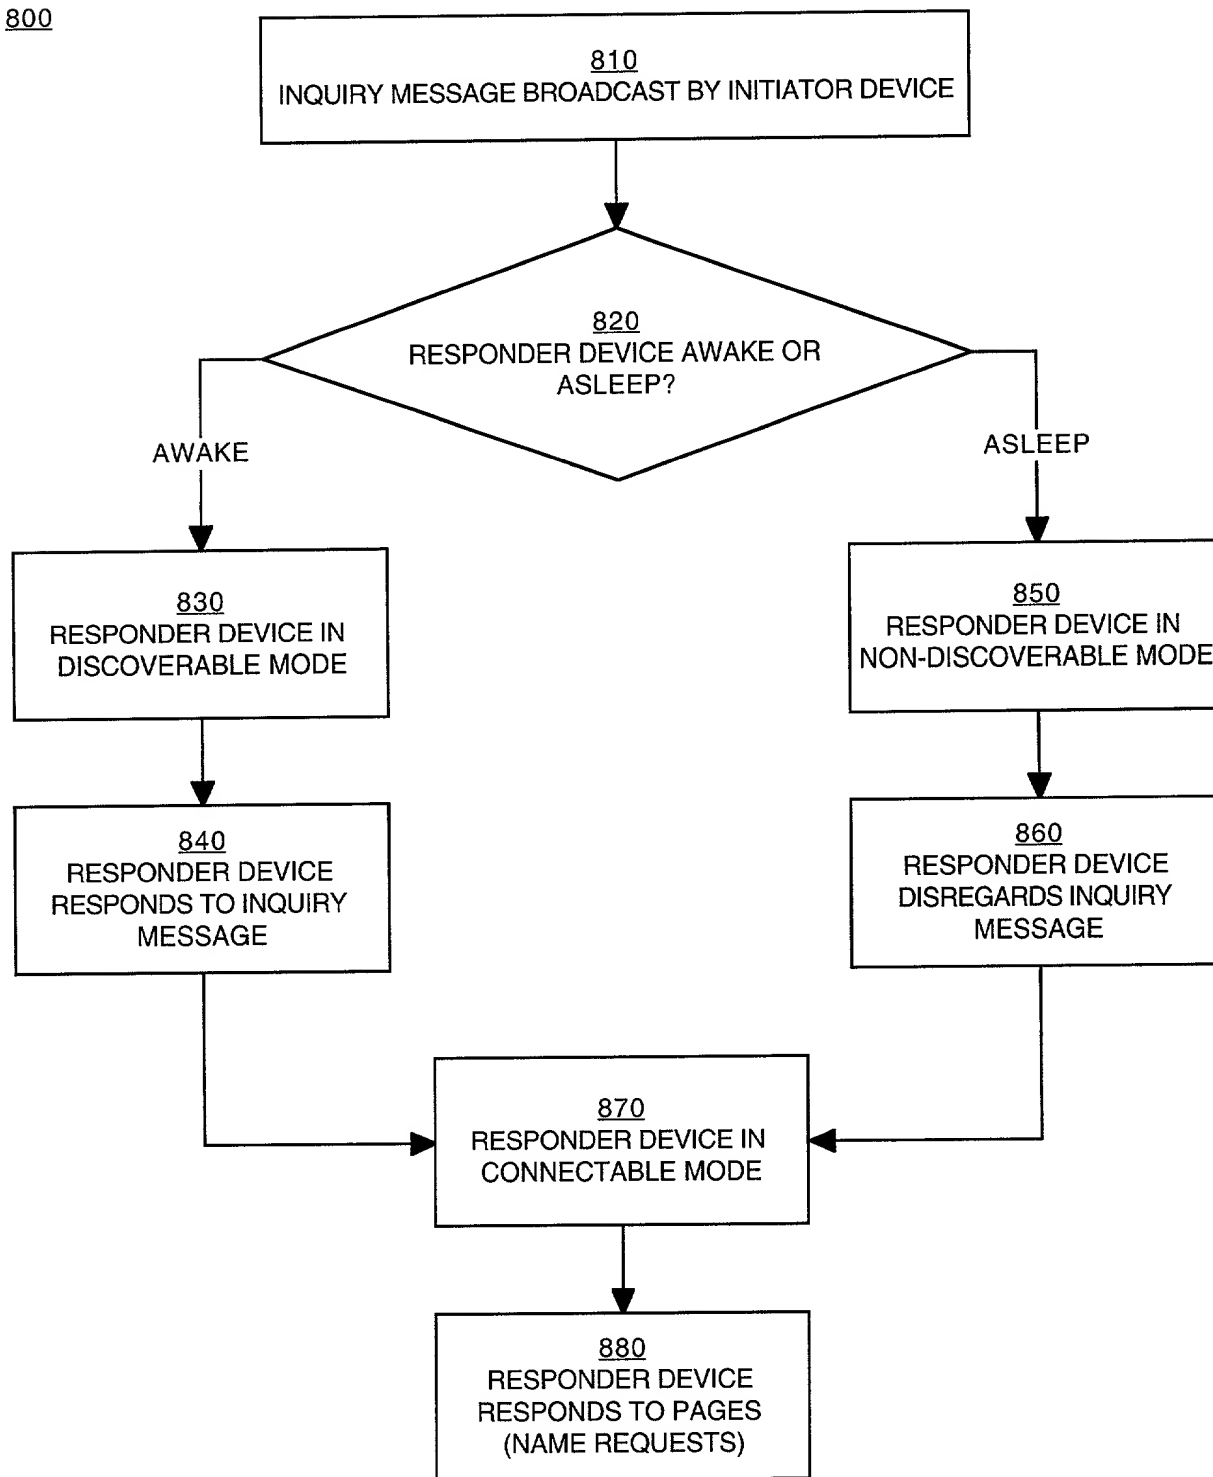 800
810
INQUIRY MESSAGE BROADCAST BY INITIATOR DEVICE
820
RESPONDER DEVICE AWAKE OR
ASLEEP?
AWAKE
ASLEEP
830
RESPONDER DEVICE IN
DISCOVERABLE MODE
850
RESPONDER DEVICE IN
NON-DISCOVERABLE MODE
840
RESPONDER DEVICE
RESPONDS TO INQUIRY
MESSAGE
860
RESPONDER DEVICE
DISREGARDS INQUIRY
MESSAGE
870
RESPONDER DEVICE IN
CONNECTABLE MODE
880
RESPONDER DEVICE
RESPONDS TO PAGES
(NAME REQUESTS)